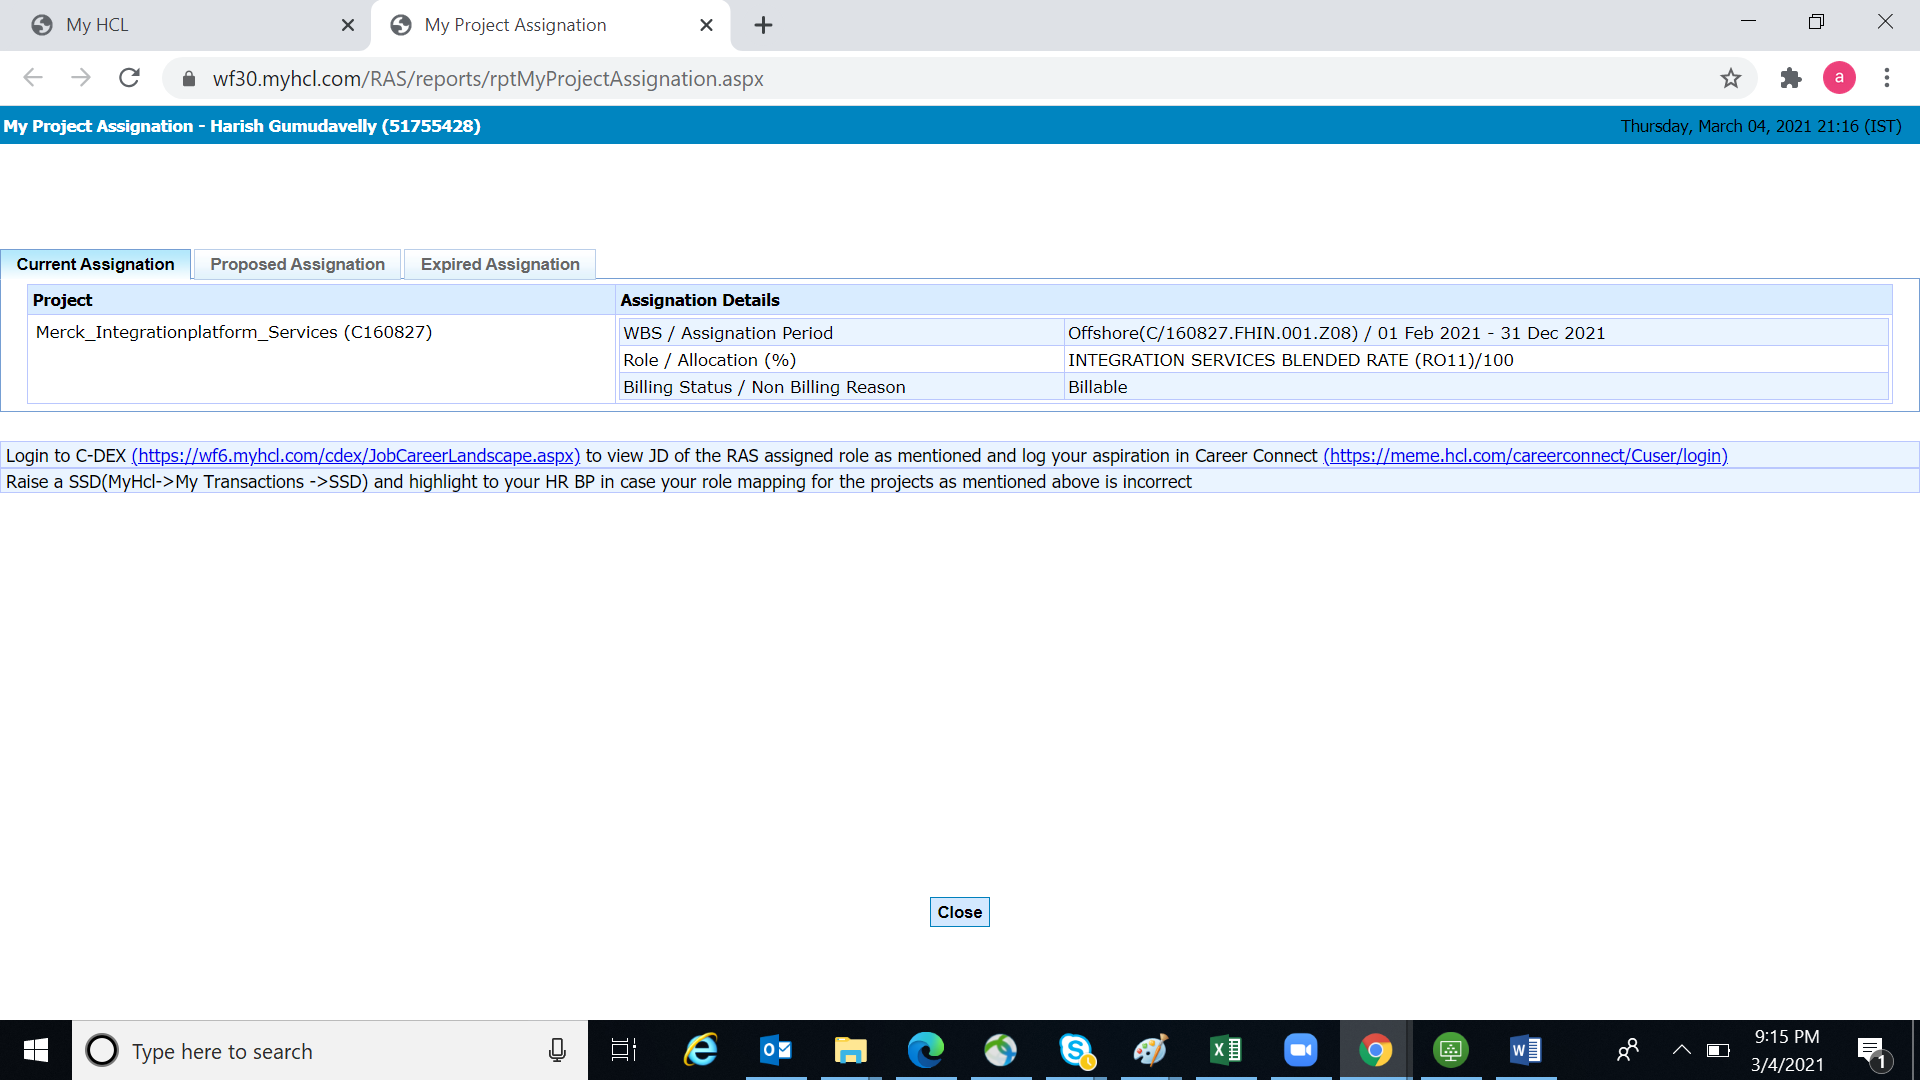 My HCL
My Project Assignation
wf30.myhcl.com/RAS/reports/rptMyProjectAssignation.aspx
a
My Project Assignation - Harish Gumudavelly (51755428)
Thursday, March 04, 2021 21:16 (IST)
Current Assignation
Proposed Assignation
Expired Assignation
Project
Assignation Details
Merck_Integrationplatform_Services (C160827)
WBS / Assignation Period
Offshore(C/160827.FHIN.001.Z08) / 01 Feb 2021 - 31 Dec 2021
Role / Allocation (%)
INTEGRATION SERVICES BLENDED RATE (RO11)/100
Billing Status / Non Billing Reason
Billable
Login to C-DEX (https://wf6.myhcl.com/cdex/JobCareerLandscape.aspx) to view JD of the RAS assigned role as mentioned and log your aspiration in Career Connect (https://meme.hcl.com/careerconnect/Cuser/login)
Raise a SSD(MyHcl->My Transactions ->SSD) and highlight to your HR BP in case your role mapping for the projects as mentioned above is incorrect
Close
Type here to search
9:15 PM
3/4/2021
1